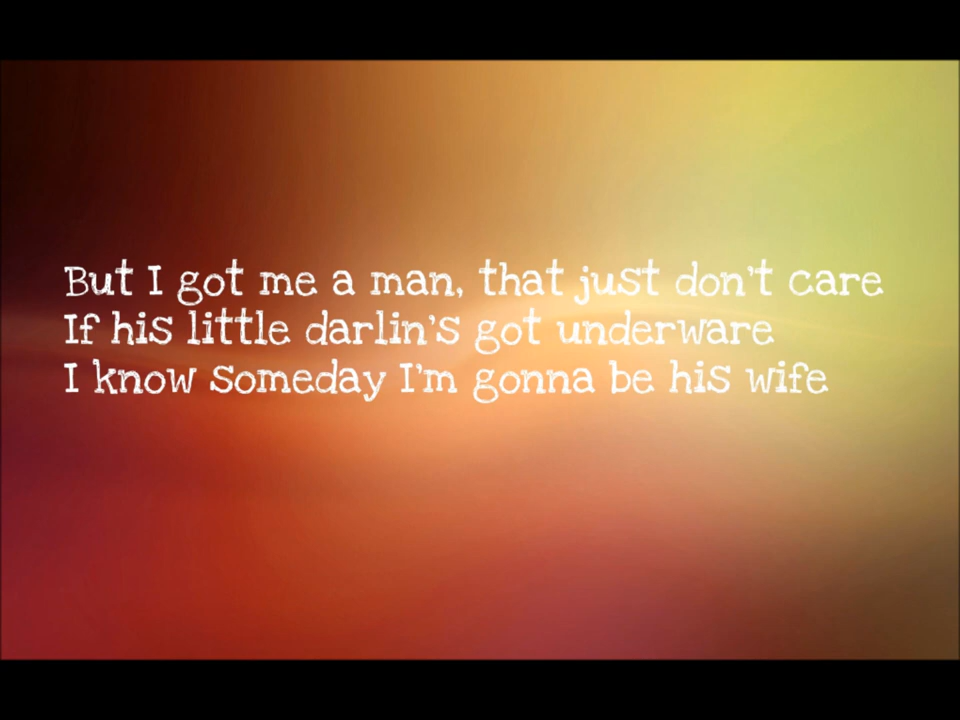 But I got me a man, that just don't care
If his little darlin's got underware
I know someday I'm gonna be his wife